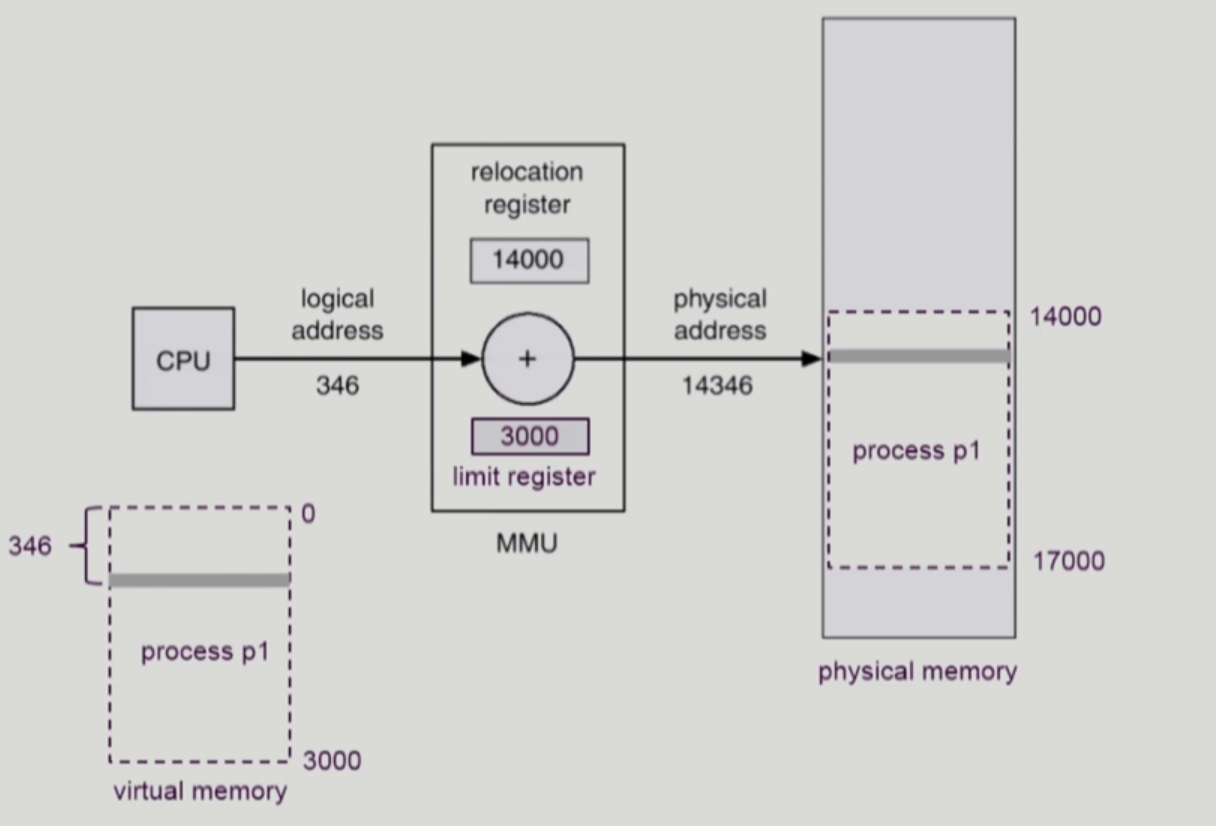 relocation
register
14000
logical
address
346
CPU
+
physical
address
14346
3000
limit register
MMU
14000
process p1
17000
physical memory
0
346
process p1
3000
virtual memory